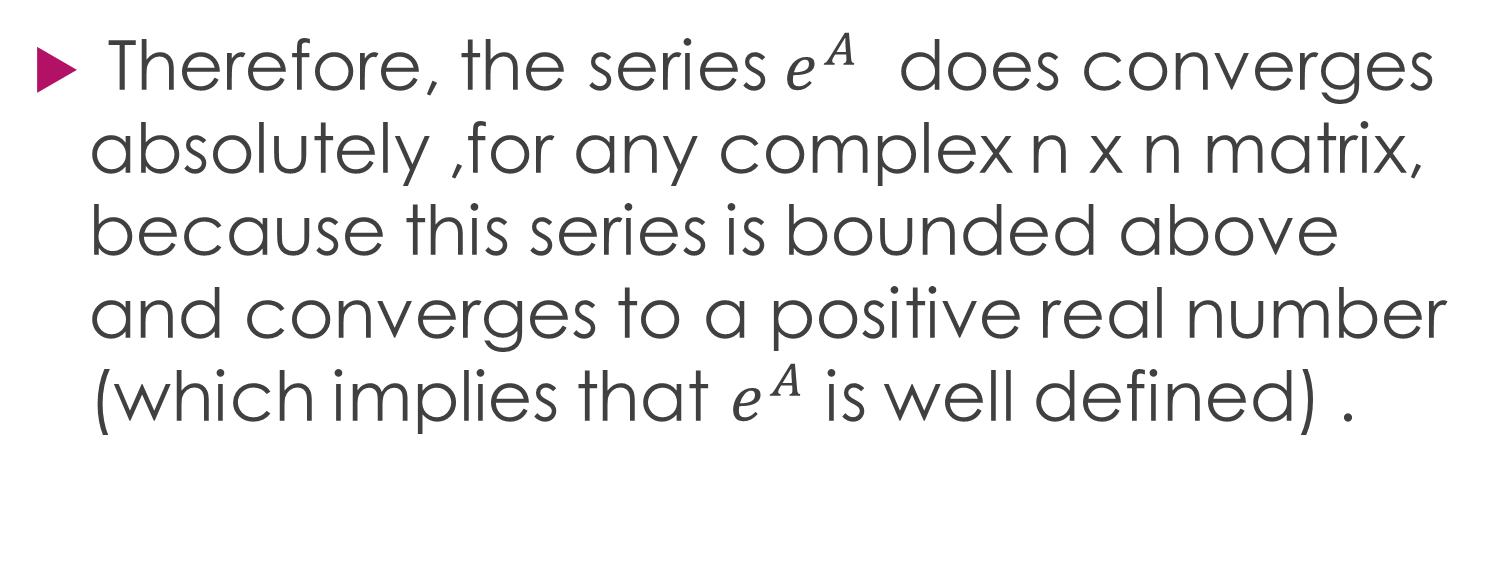 Therefore, the series e^A does converges
absolutely ,for any complex n x n matrix,
because this series is bounded above
and converges to a positive real number
(which implies that e^A is well defined) .